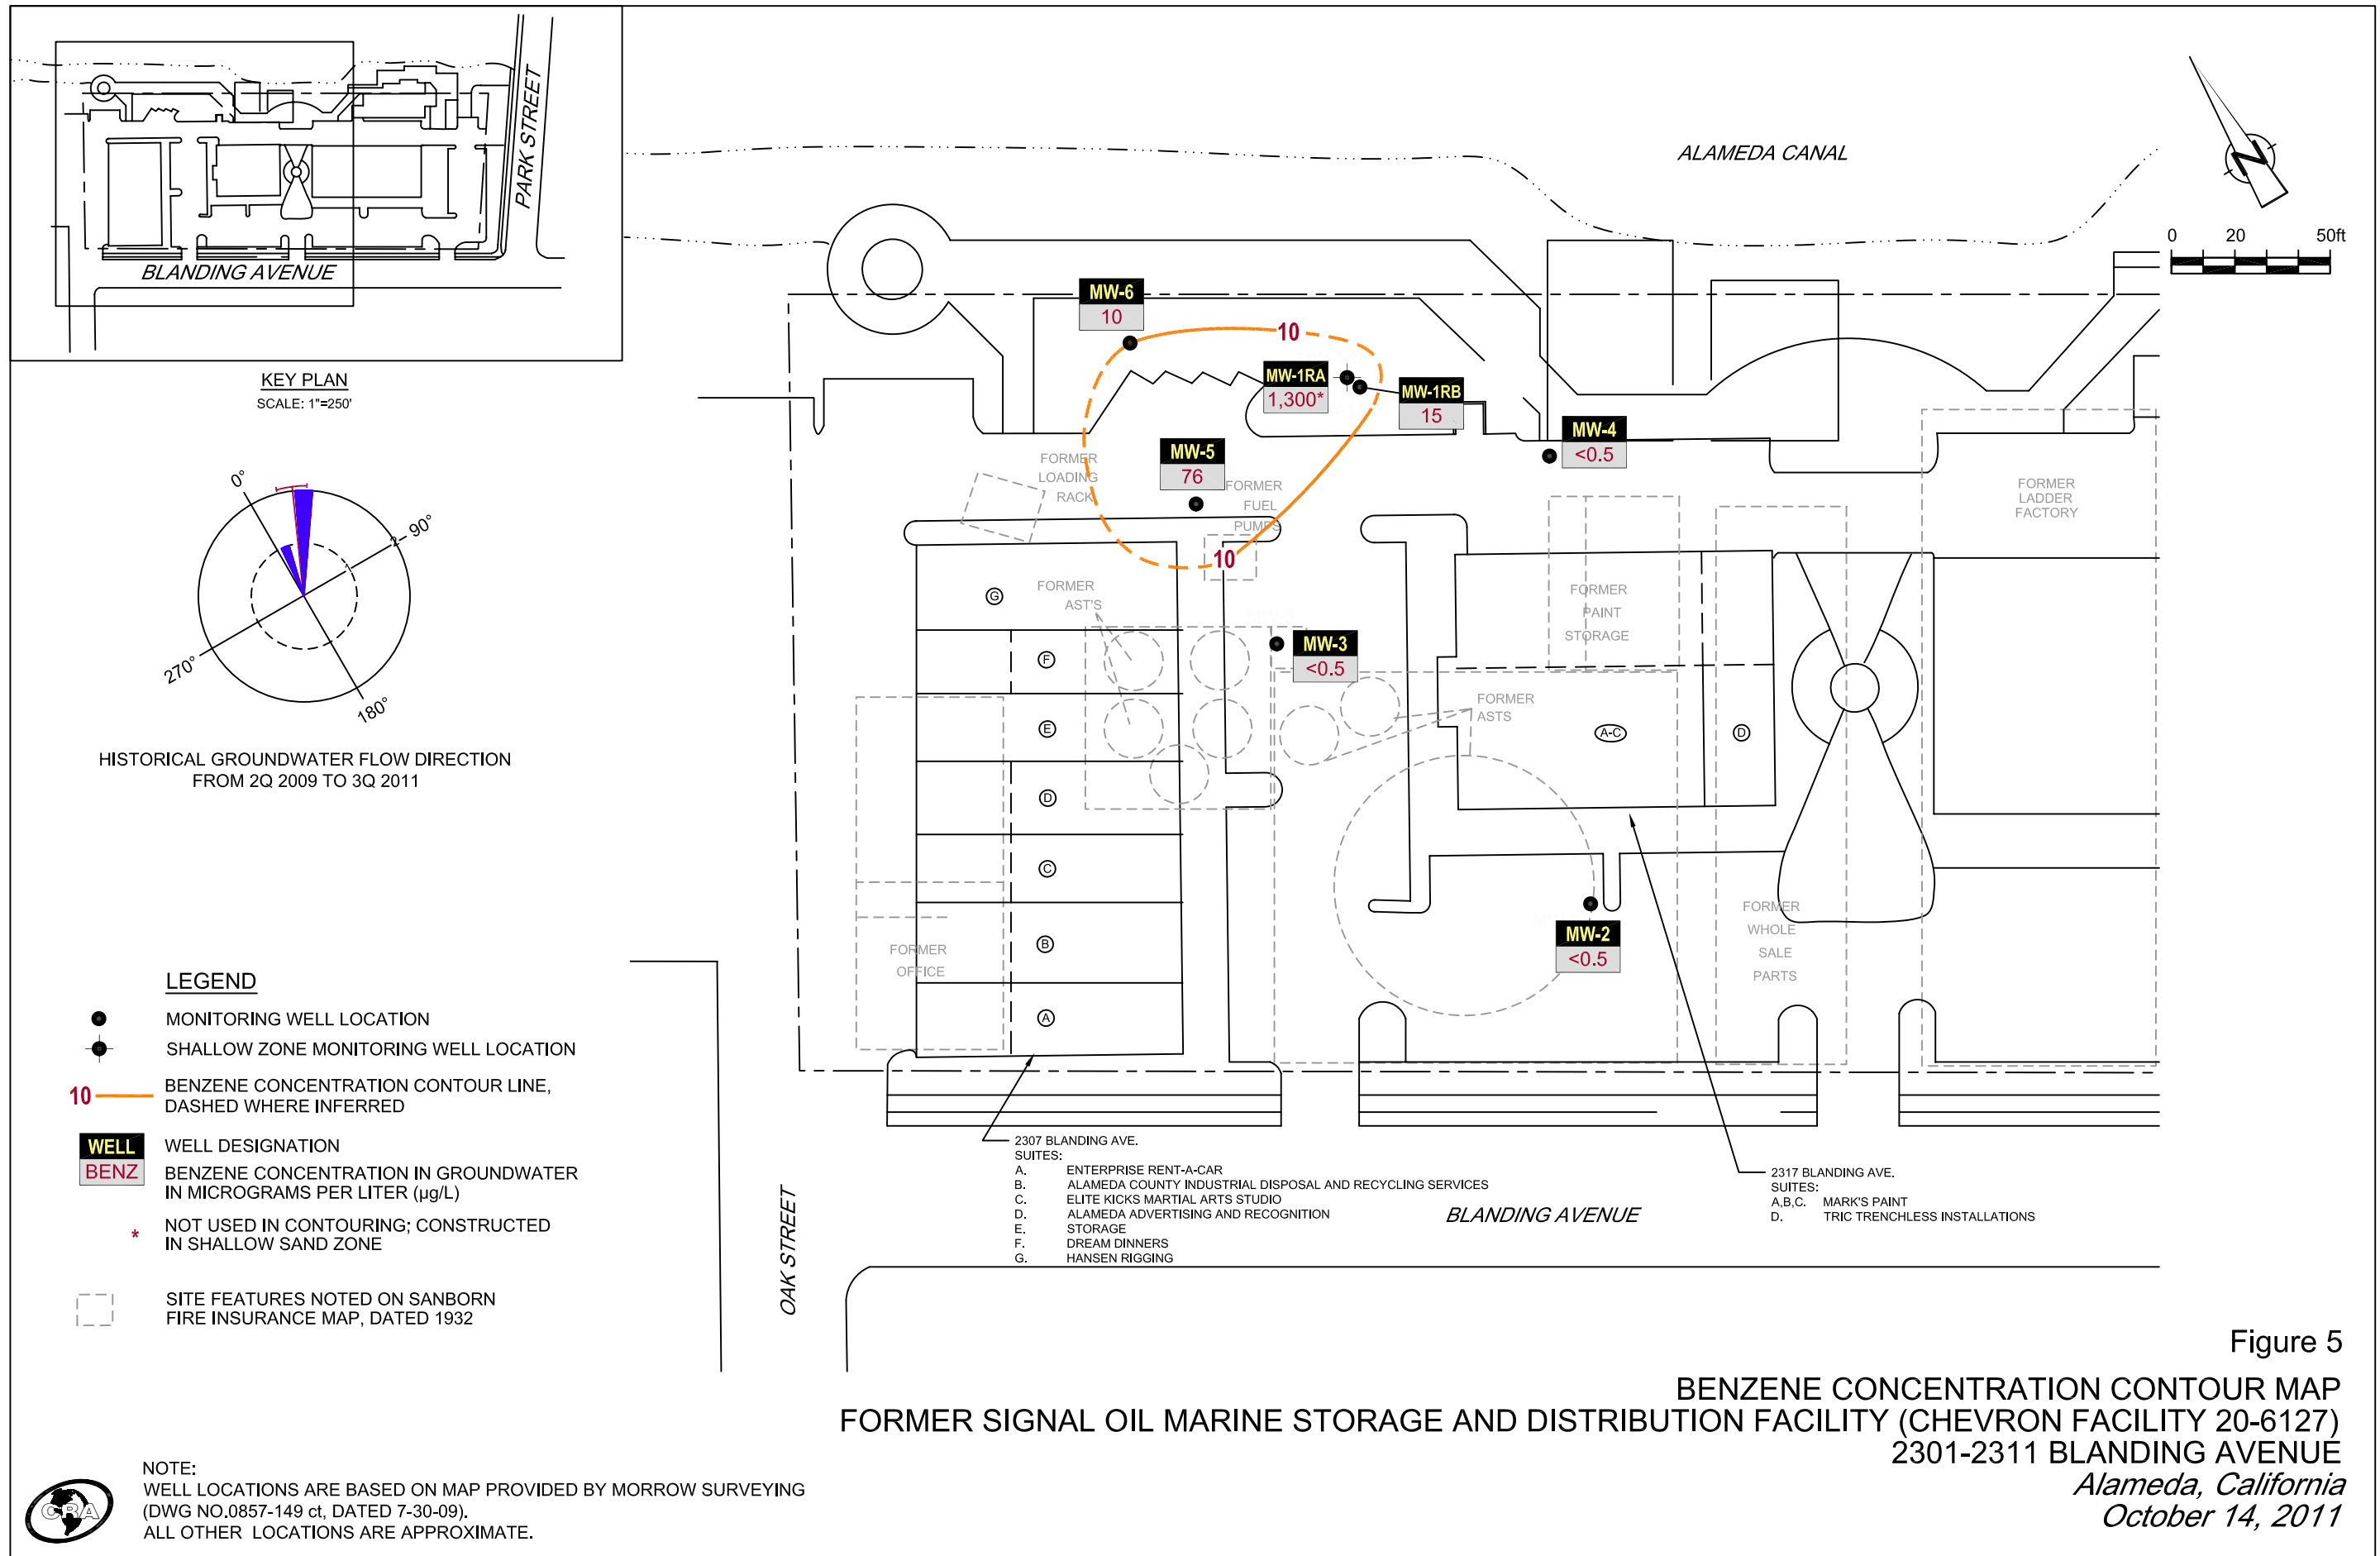 PARK STREET
BLANDING AVENUE
KEY PLAN
SCALE: 1"=250'
0°
90°
2
270°
180°
HISTORICAL GROUNDWATER FLOW DIRECTION
FROM 2Q 2009 TO 3Q 2011
LEGEND
MONITORING WELL LOCATION
SHALLOW ZONE MONITORING WELL LOCATION
10
BENZENE CONCENTRATION CONTOUR LINE,
DASHED WHERE INFERRED
WELL
WELL DESIGNATION
BENZ
BENZENE CONCENTRATION IN GROUNDWATER
IN MICROGRAMS PER LITER (µg/L)
*
NOT USED IN CONTOURING; CONSTRUCTED
IN SHALLOW SAND ZONE
SITE FEATURES NOTED ON SANBORN
FIRE INSURANCE MAP, DATED 1932
ALAMEDA CANAL
N
0 20 50ft
MW-6
10
10
MW-1RA
1,300*
MW-1RB
15
MW-4
<0.5
MW-5
76
FORMER
LOADING
RACK
FORMER
FUEL
PUMPS
10
FORMER
LADDER
FACTORY
FORMER
AST'S
G
FORMER
PAINT
STORAGE
MW-3
<0.5
F
E
D
C
B
A
FORMER
ASTS
A-C
D
FORMER
OFFICE
MW-2
<0.5
FORMER
WHOLE
SALE
PARTS
2307 BLANDING AVE.
SUITES:
A. ENTERPRISE RENT-A-CAR
B. ALAMEDA COUNTY INDUSTRIAL DISPOSAL AND RECYCLING SERVICES
C. ELITE KICKS MARTIAL ARTS STUDIO
D. ALAMEDA ADVERTISING AND RECOGNITION
E. STORAGE
F. DREAM DINNERS
G. HANSEN RIGGING
2317 BLANDING AVE.
SUITES:
A,B,C. MARK'S PAINT
D. TRIC TRENCHLESS INSTALLATIONS
BLANDING AVENUE
OAK STREET
Figure 5
BENZENE CONCENTRATION CONTOUR MAP
FORMER SIGNAL OIL MARINE STORAGE AND DISTRIBUTION FACILITY (CHEVRON FACILITY 20-6127)
2301-2311 BLANDING AVENUE
Alameda, California
October 14, 2011
CRA
NOTE:
WELL LOCATIONS ARE BASED ON MAP PROVIDED BY MORROW SURVEYING
(DWG NO.0857-149 ct, DATED 7-30-09).
ALL OTHER LOCATIONS ARE APPROXIMATE.